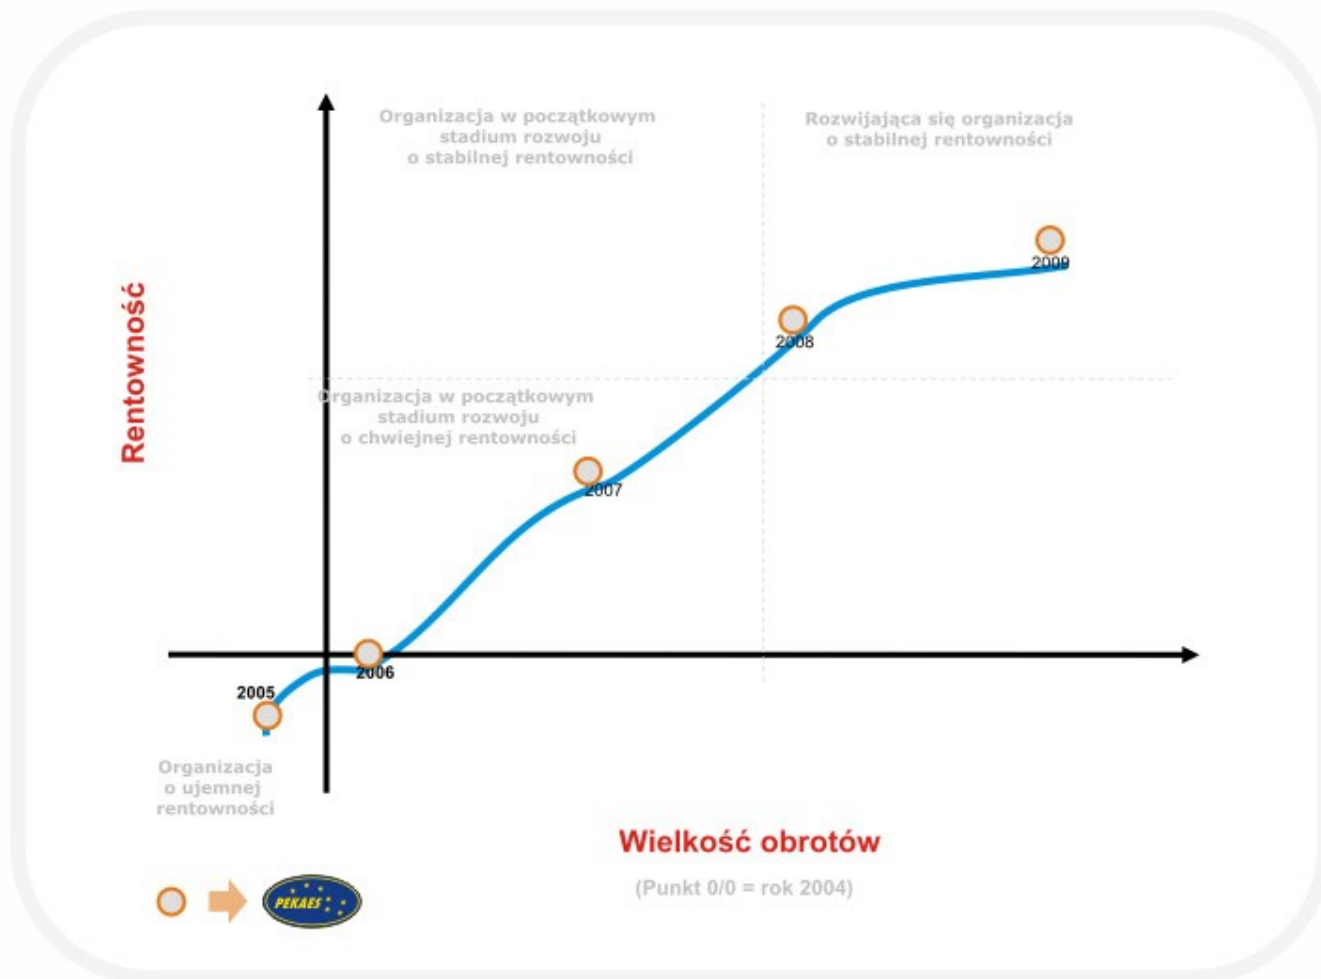 Organizacja w początkowym
stadium rozwoju
o stabilnej rentowności
Rozwijająca się organizacja
o stabilnej rentowności
Rentowność
2009
2008
Organizacja w początkowym
stadium rozwoju
o chwiejnej rentowności
2007
2006
2005
Organizacja
o ujemnej
rentowności
Wielkość obrotów
(Punkt 0/0 = rok 2004)
PEKAES